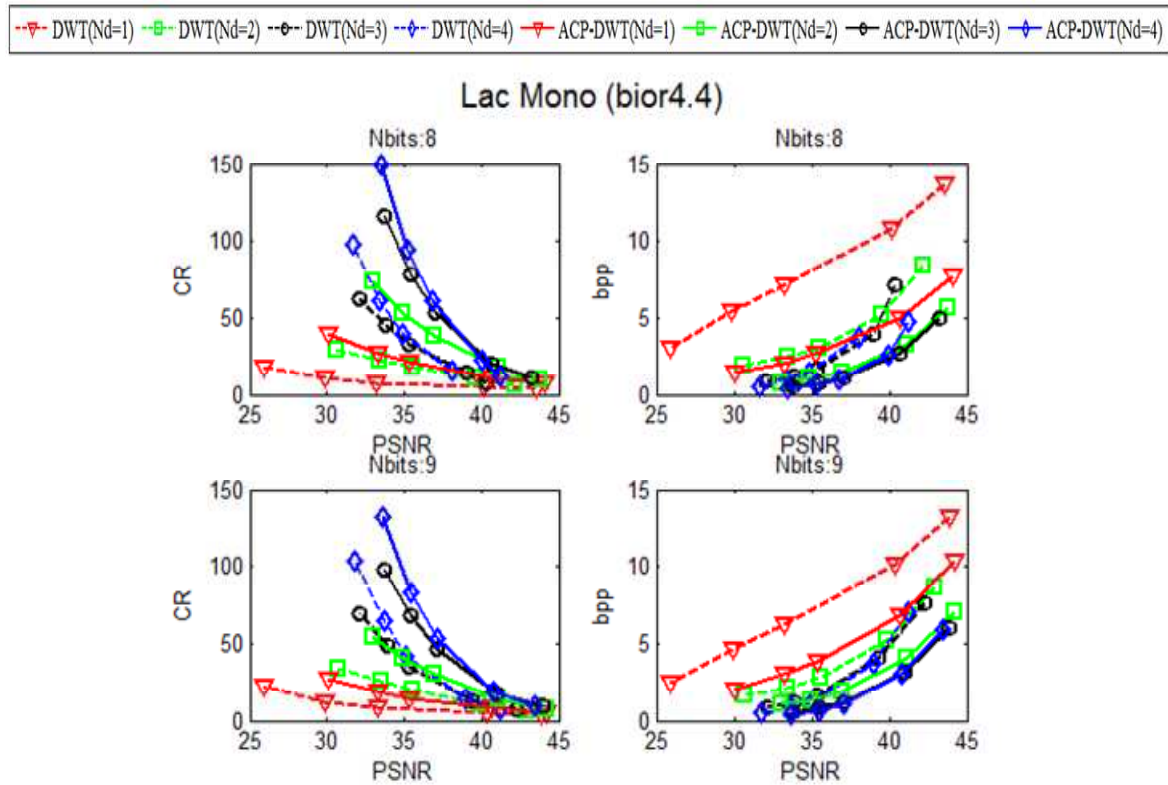 DWT(Nd=1) DWT(Nd=2) DWT(Nd=3) DWT(Nd=4) ACP-DWT(Nd=1) ACP-DWT(Nd=2) ACP-DWT(Nd=3) ACP-DWT(Nd=4)
Lac Mono (bior4.4)
Nbits:8
150
100
50
0
CR
25 30 35 40 45
PSNR
Nbits:8
15
10
5
0
bpp
25 30 35 40 45
PSNR
Nbits:9
150
100
50
0
CR
25 30 35 40 45
PSNR
Nbits:9
15
10
5
0
bpp
25 30 35 40 45
PSNR